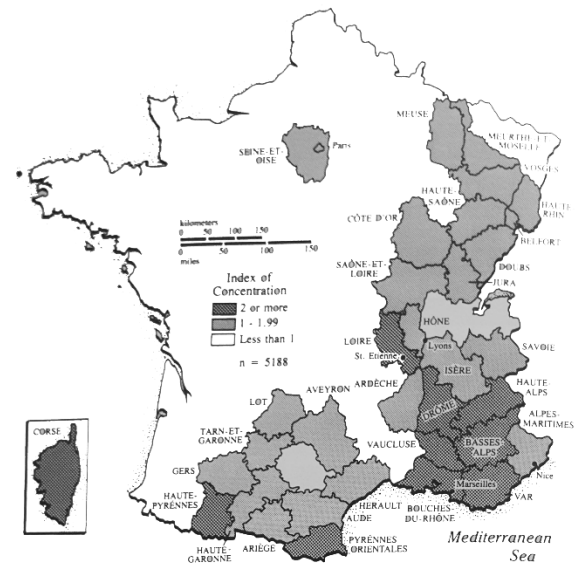 MEUSE
MEURTHE-ET-
MOSELLE
SEINE-ET-
OISE
Paris
VOSGES
HAUTE-
SAÔNE
HAUTE
RHIN
CÔTE D'OR
BELFORT
kilometers
0 50 100 150
0 50 100 150
miles
SAÔNE-ET-
LOIRE
DOUBS
JURA
Index of
Concentration
2 or more
1 - 1.99
Less than 1
n = 5188
HÔNE
LOIRE
Lyons
St. Etienne
SAVOIE
ISÈRE
ARDÈCHE
HAUTE
ALPS
AVEYRON
LOT
DRÔME
ALPES-
MARITIMES
TARN-ET-
GARONNE
VAUCLUSE
BASSES-
ALPS
CORSE
GERS
Nice
HAUTE-
PYRÉNNES
Marseilles
HERAULT
BOUCHES-
DU-RHÔNE
VAR
AUDE
HAUTE-
GARONNE
ARIÈGE
PYRÉNNES
ORIENTALES
Mediterranean
Sea